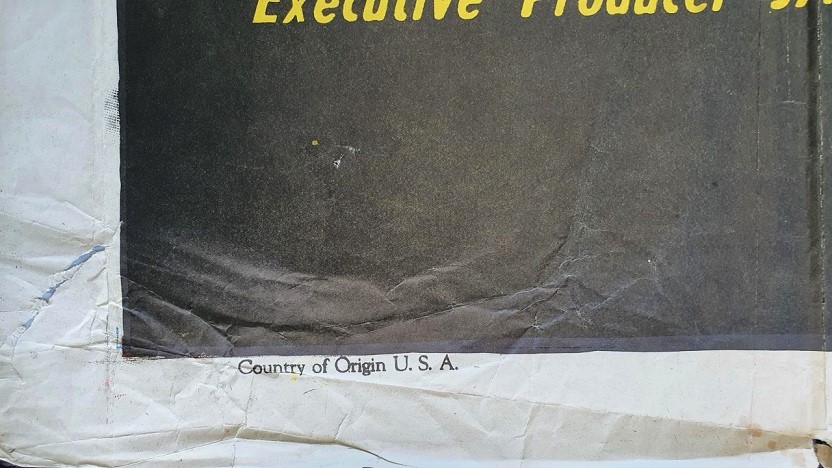 Executive Producer
Country of Origin U. S. A.